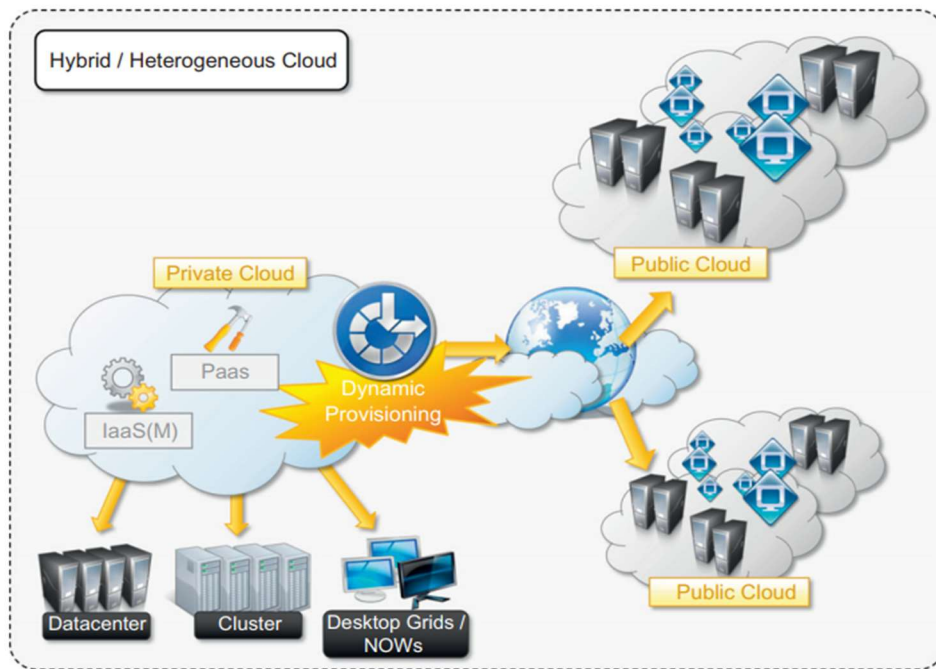 Hybrid / Heterogeneous Cloud
Public Cloud
Private Cloud
Paas
Dynamic
Provisioning
IaaS(M)
Datacenter
Cluster
Desktop Grids /
NOWs
Public Cloud